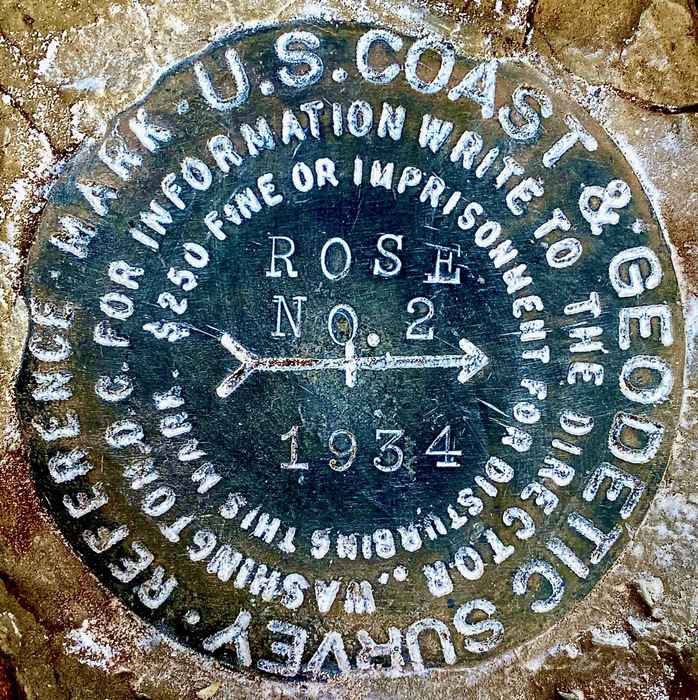 U.S. COAST & GEODETIC SURVEY · REFERENCE MARK ·
FOR INFORMATION WRITE TO THE DIRECTOR, WASHINGTON, D.C.
$250 FINE OR IMPRISONMENT FOR DISTURBING THIS MARK.
ROSE
NO. 2
1934